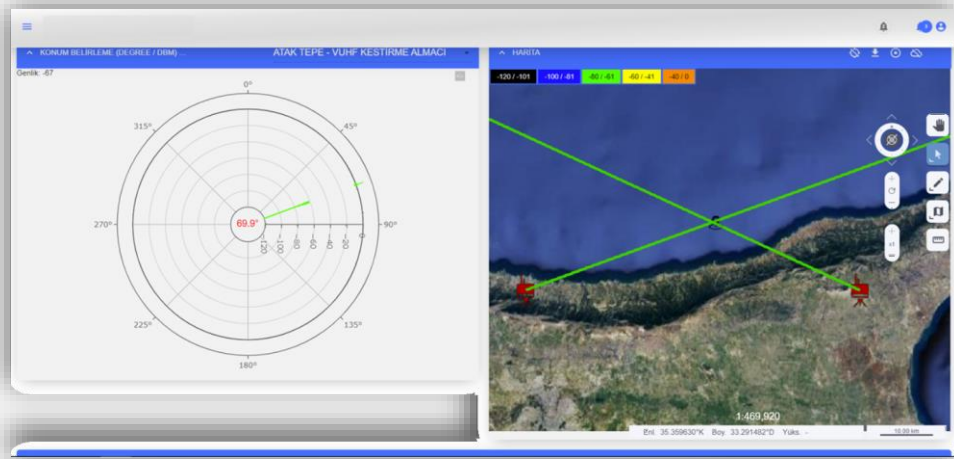 KONUM BELİRLEME (DEGREE / DBM) ...
ATAK TEPE - VUHF KESTİRME ALMACI
HARİTA
Genlik: -67
-120 / -101
-100 / -81
-80 / -61
-60 / -41
-40 / 0
0°
45°
90°
135°
180°
225°
270°
315°
69.9°
-120
-100
-80
-60
-40
-20
0
x1
1:469,920
Enl: 35.359630°K Boy: 33.291482°D Yuks: -
10.00 km